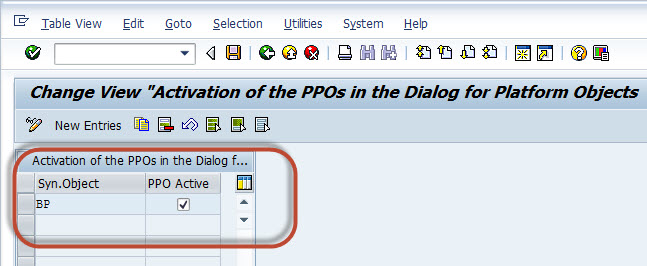 Table View Edit Goto Selection Utilities System Help
Change View "Activation of the PPOs in the Dialog for Platform Objects
New Entries
Activation of the PPOs in the Dialog f...
Syn.Object PPO Active
BP